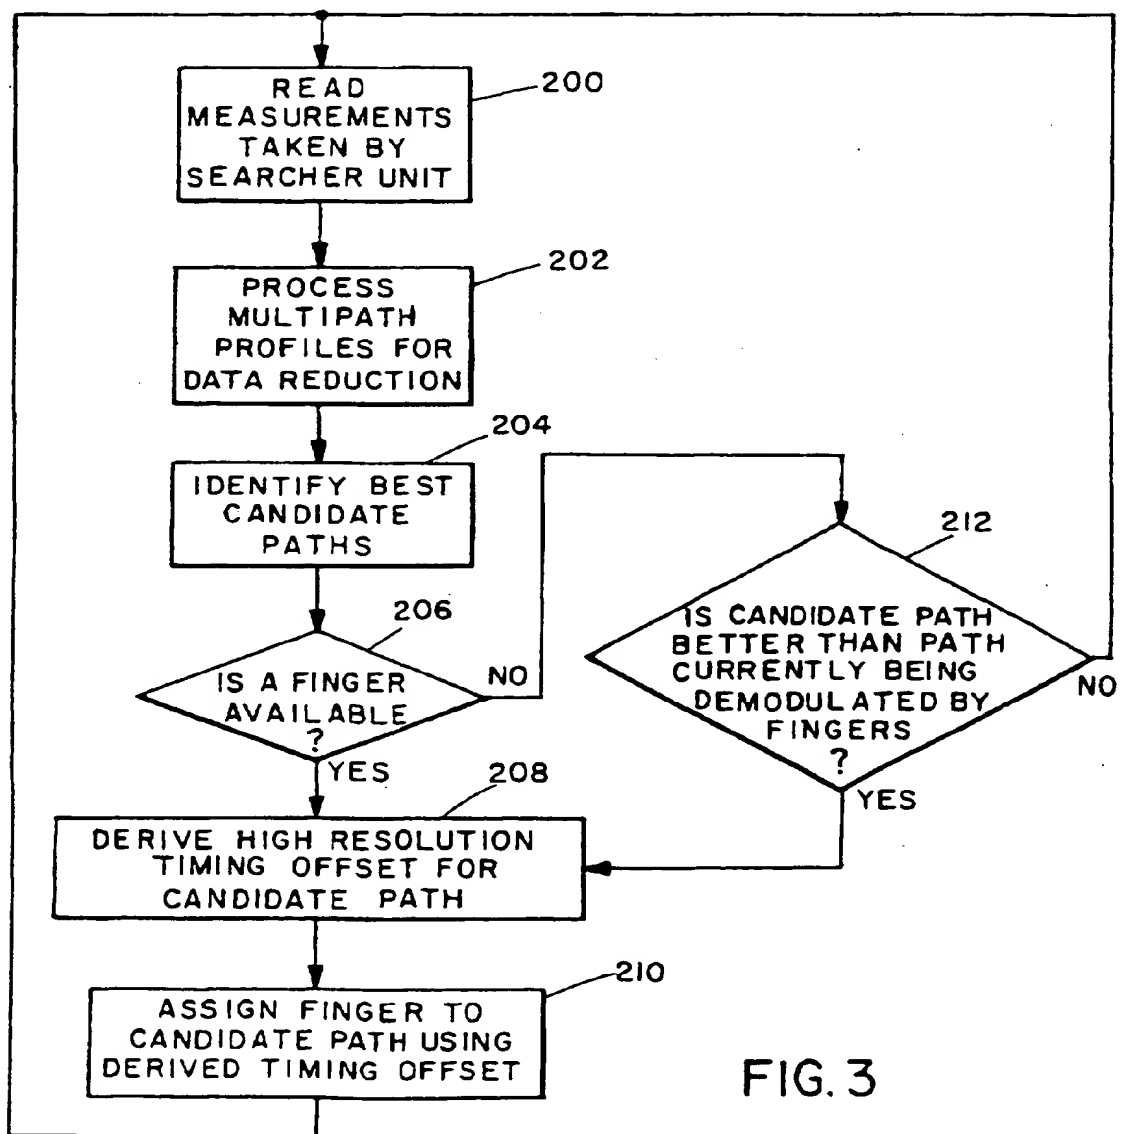 READ
MEASUREMENTS
TAKEN BY
SEARCHER UNIT
200
PROCESS
MULTIPATH
PROFILES FOR
DATA REDUCTION
202
IDENTIFY BEST
CANDIDATE
PATHS
204
IS A FINGER
AVAILABLE
?
206
NO
YES
IS CANDIDATE PATH
BETTER THAN PATH
CURRENTLY BEING
DEMODULATED BY
FINGERS
?
212
NO
YES
DERIVE HIGH RESOLUTION
TIMING OFFSET FOR
CANDIDATE PATH
208
ASSIGN FINGER TO
CANDIDATE PATH USING
DERIVED TIMING OFFSET
210
FIG. 3